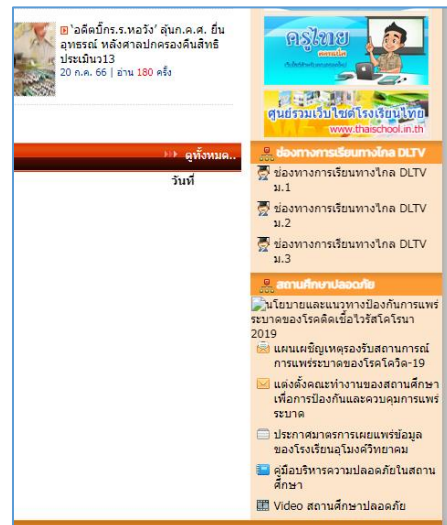 'อดีตบิ๊กร.ร.หอวัง' ลุ้นก.ค.ศ. ยื่น
อุทธรณ์ หลังศาลปกครองคืนสิทธิ
ประเมินว13
20 ก.ค. 66 | อ่าน 180 ครั้ง
ดูทั้งหมด..
วันที่
ครูไทย
ศูนย์รวมเว็บไซต์โรงเรียนไทย
www.thaischool.in.th
ช่องทางการเรียนทางไกล DLTV
ช่องทางการเรียนทางไกล DLTV
ม.1
ช่องทางการเรียนทางไกล DLTV
ม.2
ช่องทางการเรียนทางไกล DLTV
ม.3
สถานศึกษาปลอดภัย
นโยบายและแนวทางป้องกันการแพร่
ระบาดของโรคติดเชื้อไวรัสโคโรนา
2019
แผนเผชิญเหตุรองรับสถานการณ์
การแพร่ระบาดของโรคโควิด-19
แต่งตั้งคณะทำงานของสถานศึกษา
เพื่อการป้องกันและควบคุมการแพร่
ระบาด
ประกาศมาตรการเผยแพร่ข้อมูล
ของโรงเรียนอุโมงค์วิทยาคม
คู่มือบริหารความปลอดภัยในสถาน
ศึกษา
Video สถานศึกษาปลอดภัย